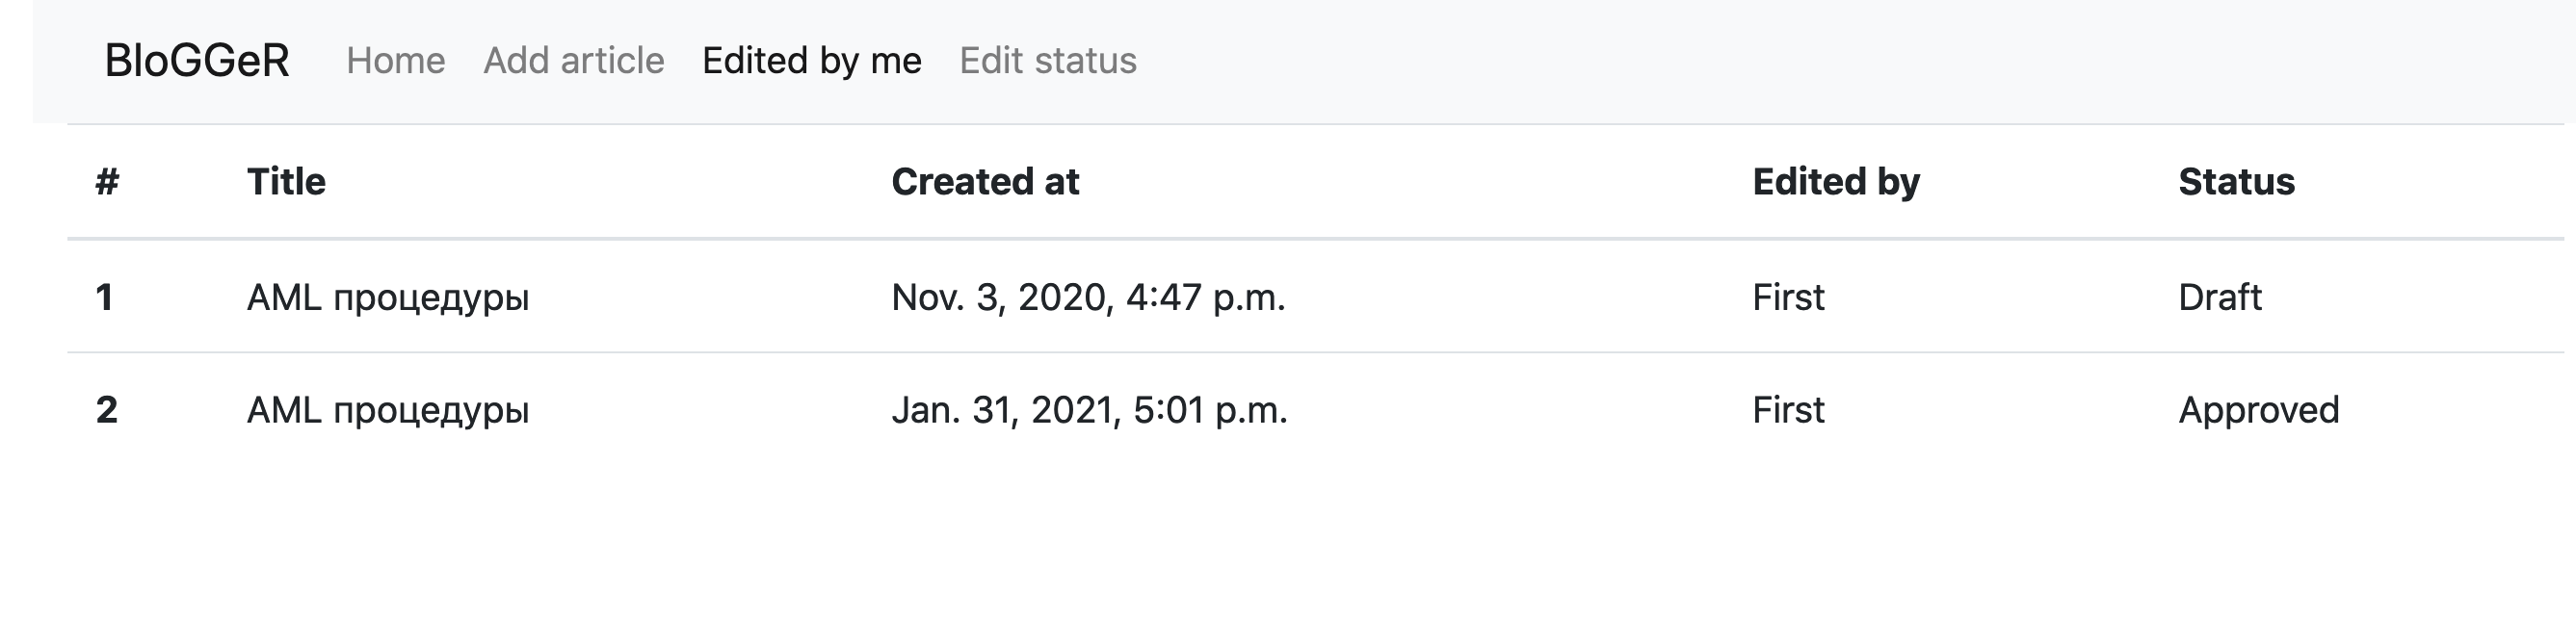 BloGGeR Home Add article Edited by me Edit status
# Title Created at Edited by Status
1 AML процедуры Nov. 3, 2020, 4:47 p.m. First Draft
2 AML процедуры Jan. 31, 2021, 5:01 p.m. First Approved